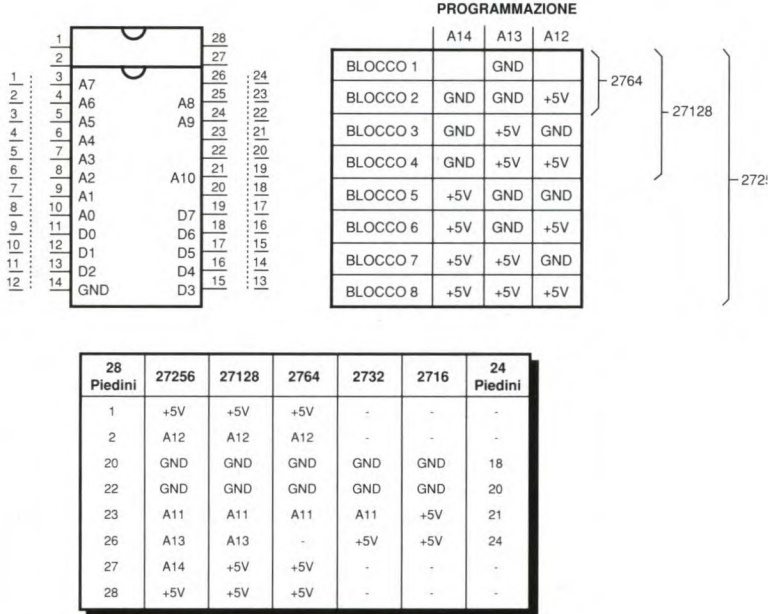 PROGRAMMAZIONE
A14 A13 A12
BLOCCO 1 GND
BLOCCO 2 GND GND +5V
BLOCCO 3 GND +5V GND
BLOCCO 4 GND +5V +5V
BLOCCO 5 +5V GND GND
BLOCCO 6 +5V GND +5V
BLOCCO 7 +5V +5V GND
BLOCCO 8 +5V +5V +5V
2764
27128
1 28
2 27
1 3 A7 26 24
2 4 A6 A8 25 23
3 5 A5 A9 24 22
4 6 A4 23 21
5 7 A3 22 20
6 8 A2 A10 21 19
7 9 A1 20 18
8 10 A0 D7 19 17
9 11 D0 D6 18 16
10 12 D1 D5 17 15
11 13 D2 D4 16 14
12 14 GND D3 15 13
28 Piedini 27256 27128 2764 2732 2716 24 Piedini
1 +5V +5V +5V - - -
2 A12 A12 A12 - - -
20 GND GND GND GND GND 18
22 GND GND GND GND GND 20
23 A11 A11 A11 A11 +5V 21
26 A13 A13 - +5V +5V 24
27 A14 +5V +5V - - -
28 +5V +5V +5V - - -